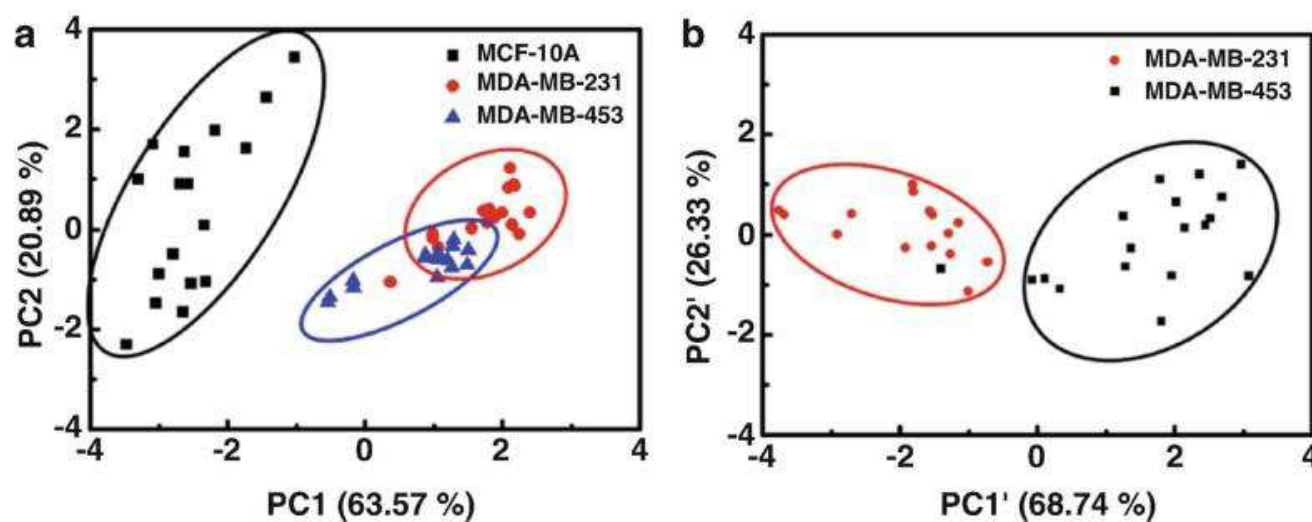 a
4
2
0
-2
-4
PC2 (20.89 %)
MCF-10A
MDA-MB-231
MDA-MB-453
-4
-2
0
2
4
PC1 (63.57 %)
b
4
2
0
-2
-4
PC2' (26.33 %)
MDA-MB-231
MDA-MB-453
-4
-2
0
2
4
PC1' (68.74 %)